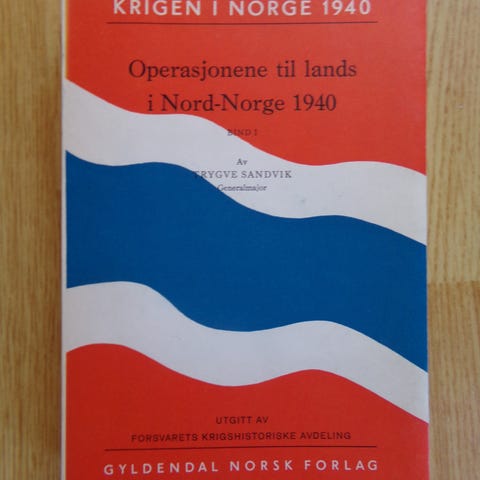 KRIGEN I NORGE 1940
Operasjonene til lands
i Nord-Norge 1940
BIND I
Av
TRYGVE SANDVIK
Generalmajor
UTGITT AV
FORSVARETS KRIGSHISTORISKE AVDELING
GYLDENDAL NORSK FORLAG